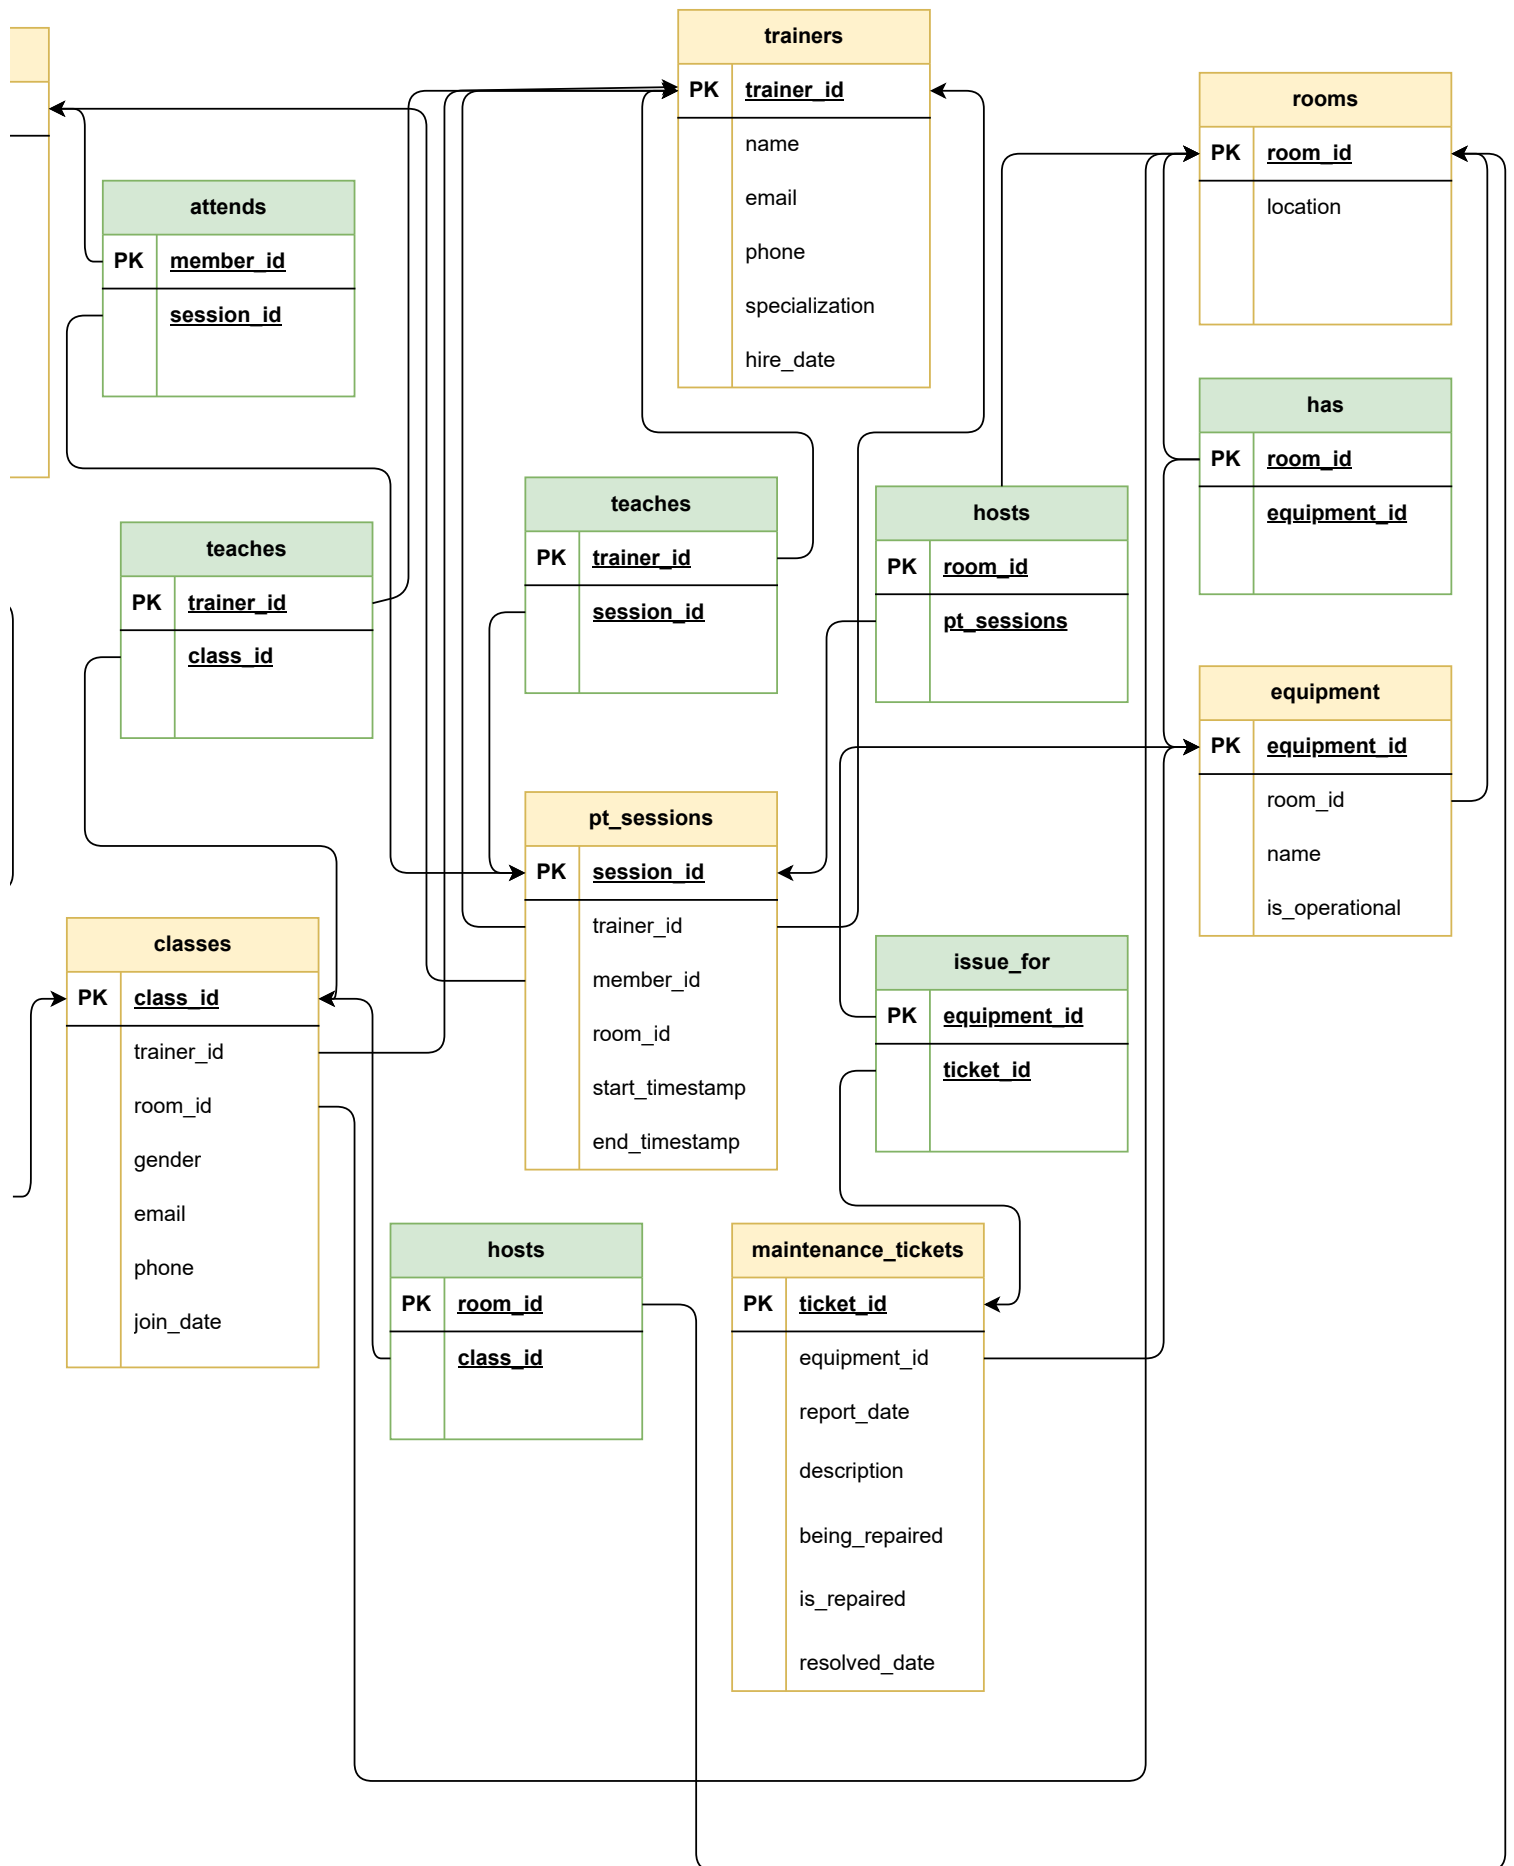 trainers
PK trainer_id
name
email
phone
specialization
hire_date
rooms
PK room_id
location
attends
PK member_id
session_id
has
PK room_id
equipment_id
teaches
PK trainer_id
session_id
hosts
PK room_id
pt_sessions
teaches
PK trainer_id
class_id
equipment
PK equipment_id
room_id
name
is_operational
pt_sessions
PK session_id
trainer_id
member_id
room_id
start_timestamp
end_timestamp
classes
PK class_id
trainer_id
room_id
gender
email
phone
join_date
issue_for
PK equipment_id
ticket_id
hosts
PK room_id
class_id
maintenance_tickets
PK ticket_id
equipment_id
report_date
description
being_repaired
is_repaired
resolved_date